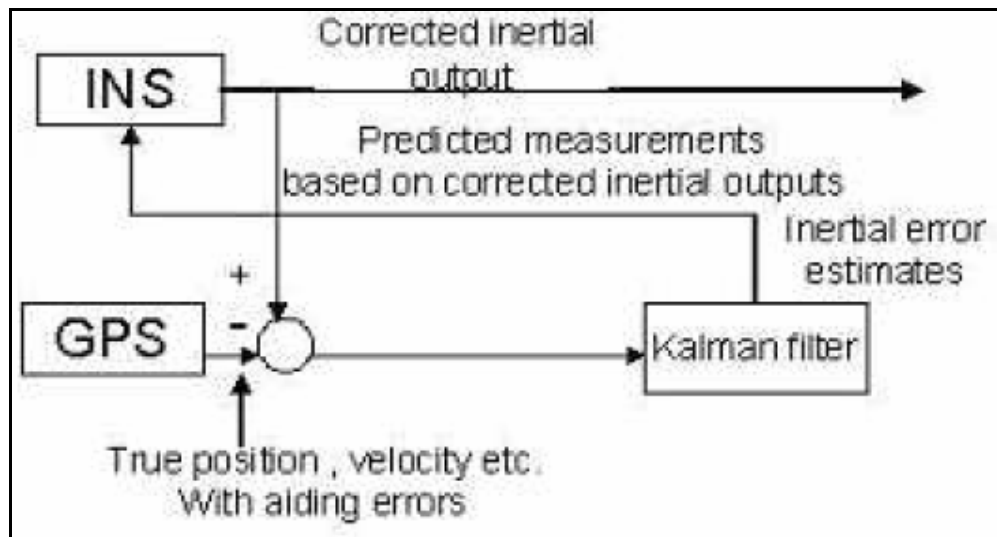 Corrected inertial
output
INS
Predicted measurements
based on corrected inertial outputs
Inertial error
estimates
+
-
GPS
Kalman filter
True position , velocity etc.
With aiding errors